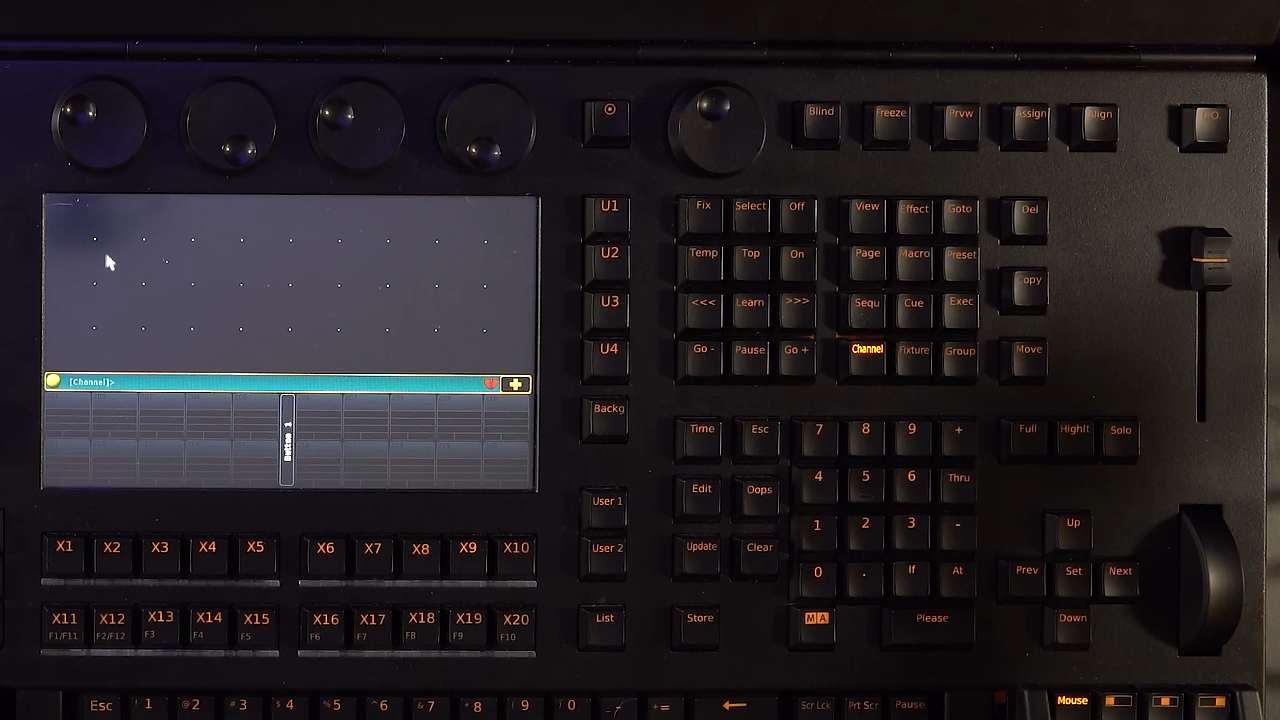 Blind Freeze Prvw Assign Align
U1 Fix Select Off View Effect Goto Del
U2 Temp Top On Page Macro Preset
U3 <<< Learn >>> Sequ Cue Exec Copy
U4 Go - Pause Go + Channel Fixture Group Move
[Channel]>
Button 1
Backg Time Esc 7 8 9 + Full Highlt Solo
Edit Oops 4 5 6 Thru
User 1 1 2 3 - Up
User 2 Update Clear
X1 X2 X3 X4 X5 X6 X7 X8 X9 X10
0 . If At Prev Set Next
List Store MA Please Down
X11 X12 X13 X14 X15 X16 X17 X18 X19 X20
F1/F11 F2/F12 F3 F4 F5 F6 F7 F8 F9 F10
Esc ! 1 @ 2 # 3 $ 4 % 5 ^ 6 & 7 * 8 ( 9 ) 0 _ - + = ← Scr Lck Prt Scr Pause Mouse